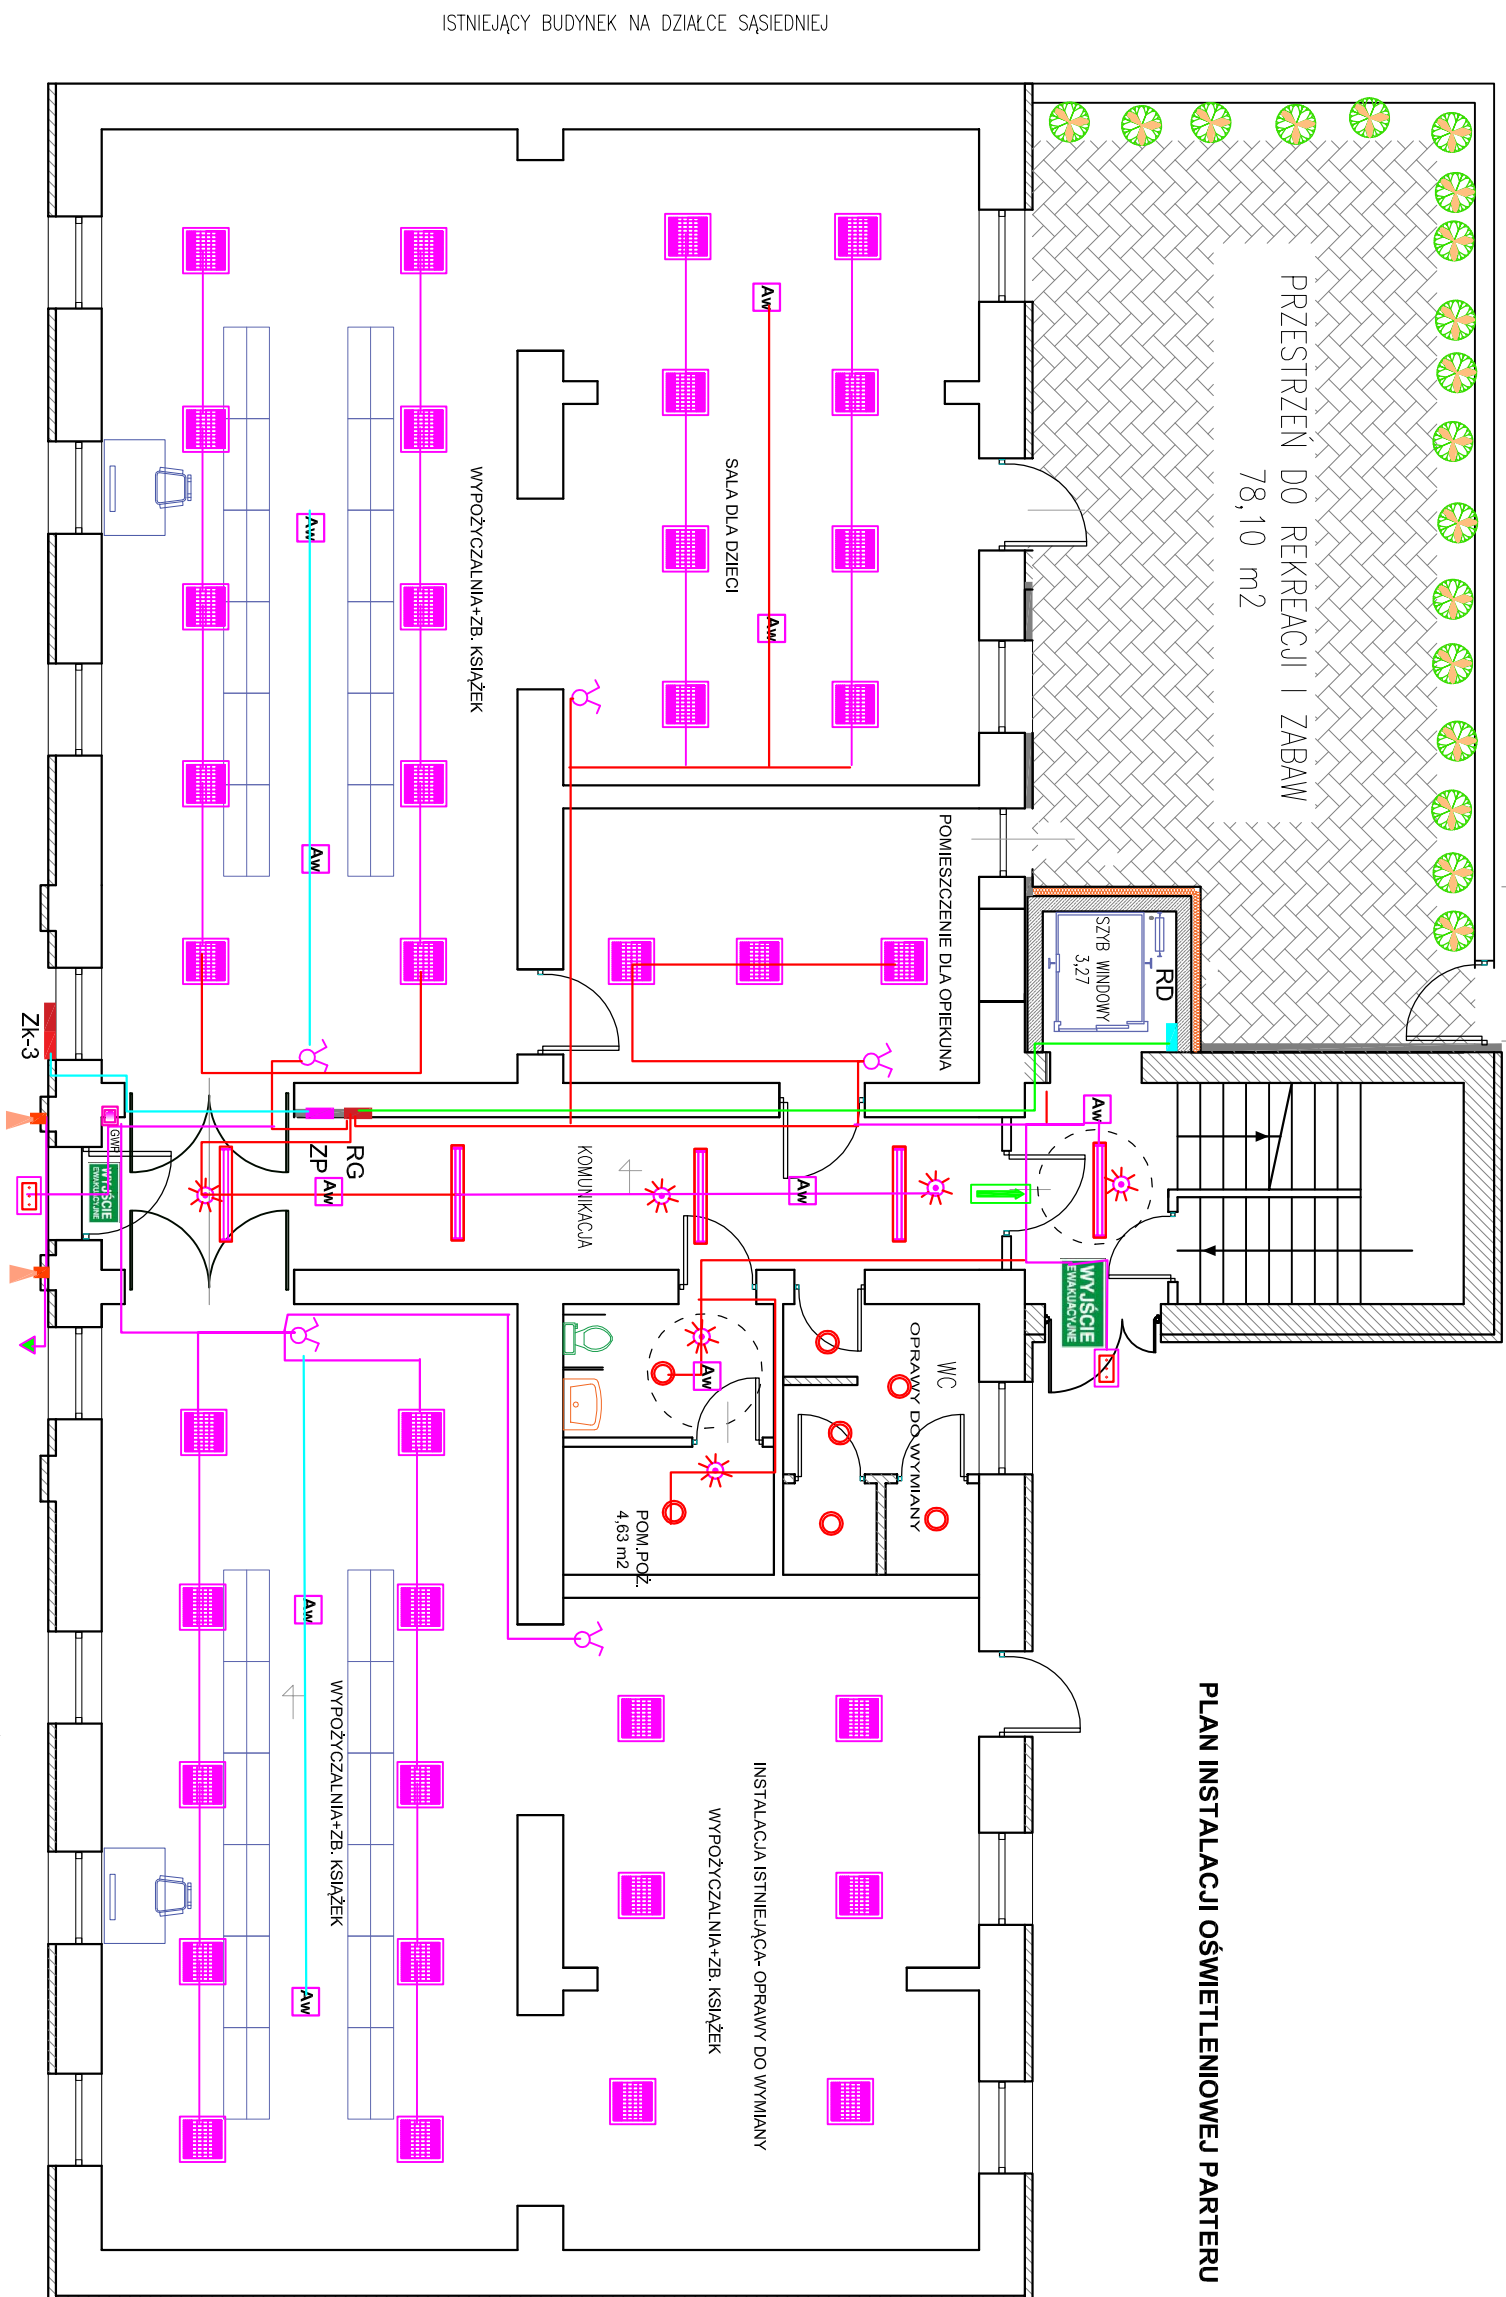 ISTNIEJĄCY BUDYNEK NA DZIAŁCE SĄSIEDNIEJ
PRZESTRZEŃ DO REKREACJI I ZABAW
78,10 m2
Aw
SALA DLA DZIECI
WYPOŻYCZALNIA+ZB. KSIĄŻEK
Aw
Aw
Aw
POMIESZCZENIE DLA OPIEKUNA
SZYB WINDOWY
3,27
RD
Zk-3
Aw
GWP
WYJŚCIE
EWAKUACYJNE
RG
ZP
Aw
KOMUNIKACJA
Aw
WYJŚCIE
EWAKUACYJNE
WC
OPRAWY DO WYMIANY
Aw
POM.POŻ.
4,63 m2
Aw
WYPOŻYCZALNIA+ZB. KSIĄŻEK
Aw
INSTALACJA ISTNIEJĄCA- OPRAWY DO WYMIANY
WYPOŻYCZALNIA+ZB. KSIĄŻEK
PLAN INSTALACJI OŚWIETLENIOWEJ PARTERU